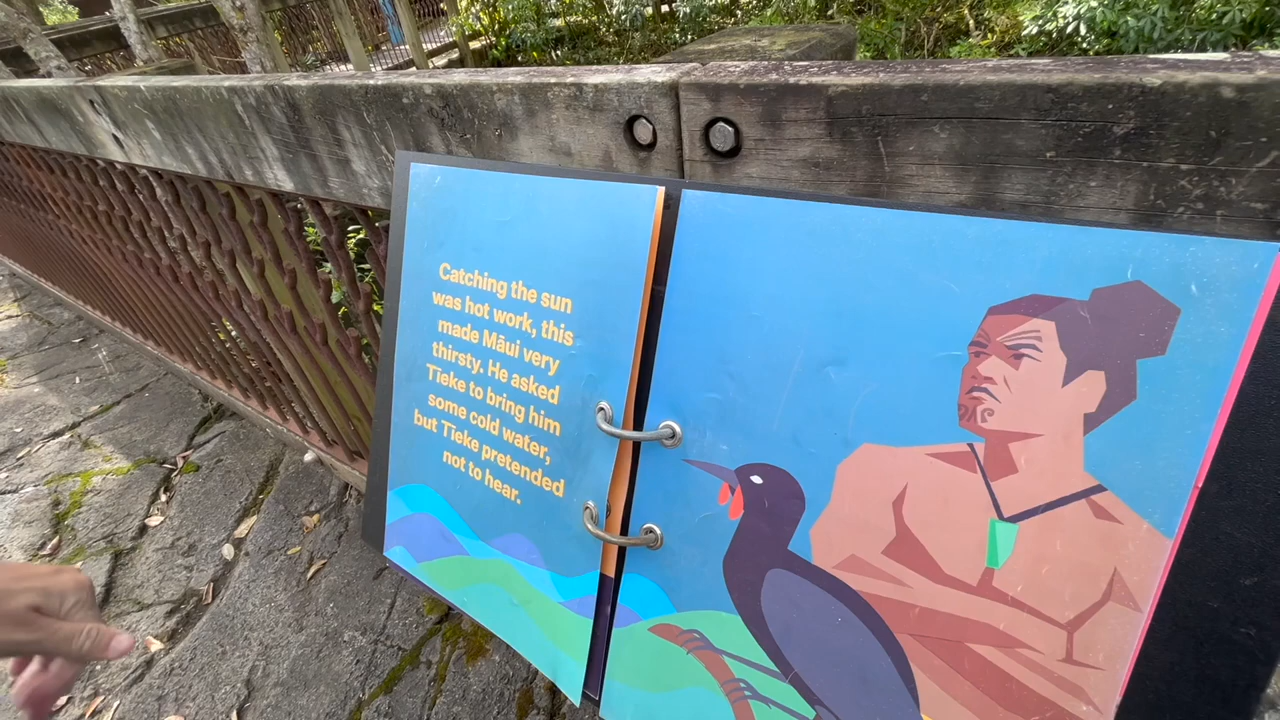 Catching the sun
was hot work, this
made Māui very
thirsty. He asked
Tīeke to bring him
some cold water,
but Tīeke pretended
not to hear.